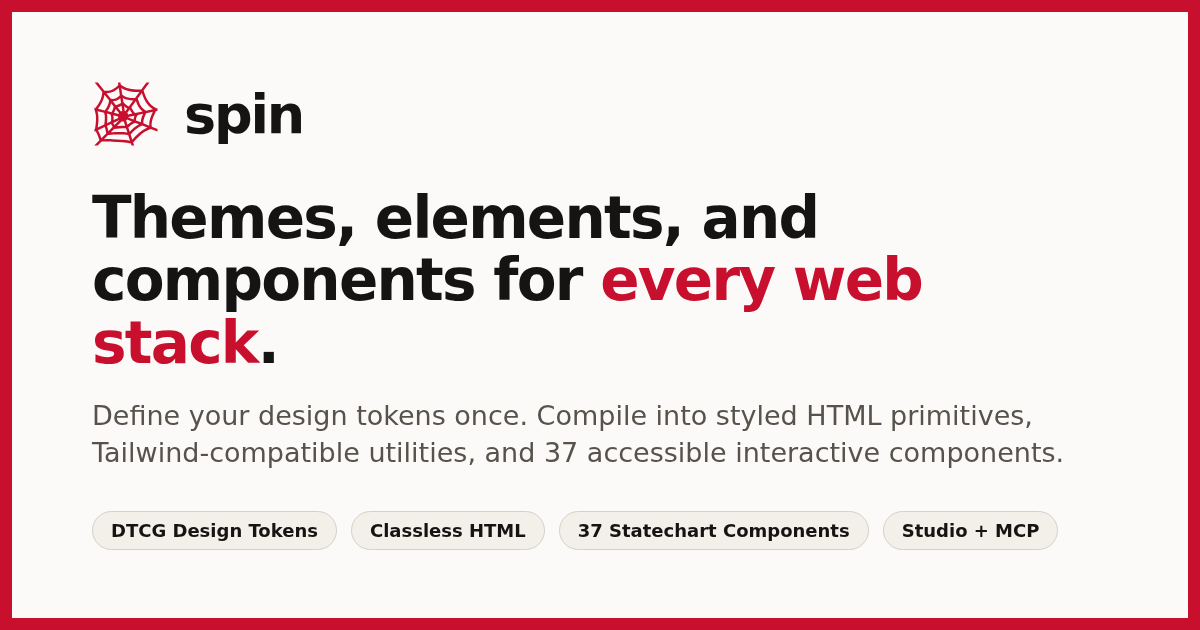 spin
Themes, elements, and
components for every web
stack.
Define your design tokens once. Compile into styled HTML primitives,
Tailwind-compatible utilities, and 37 accessible interactive components.
DTCG Design Tokens
Classless HTML
37 Statechart Components
Studio + MCP